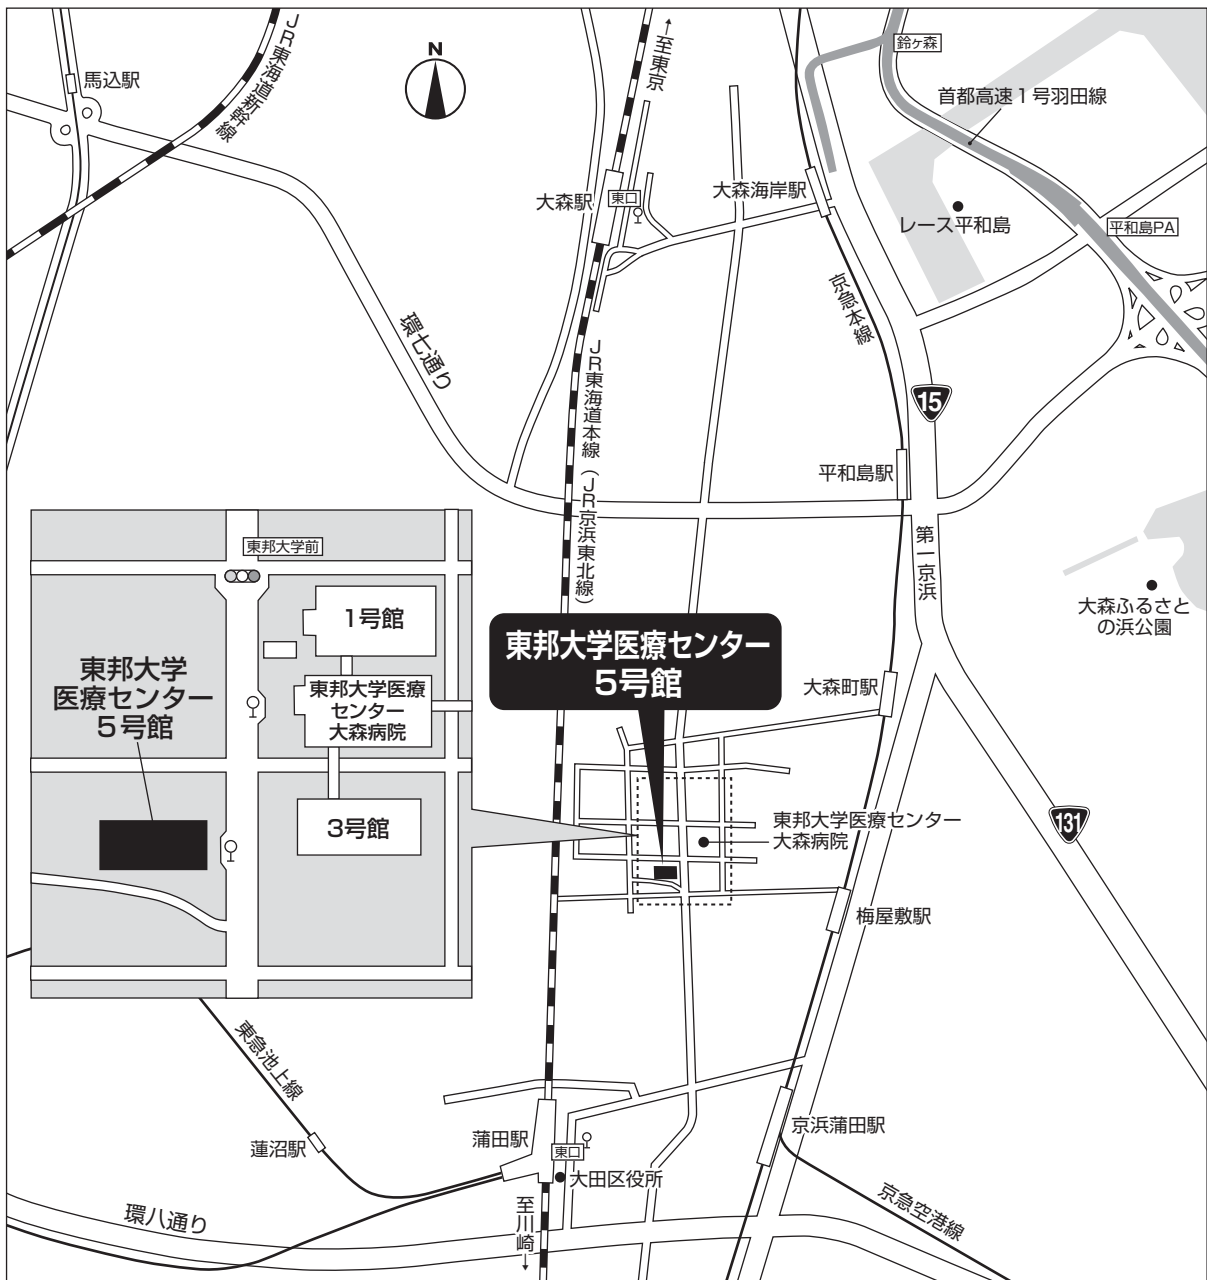 馬込駅
JR東海道新幹線
N
→至東京
鈴ヶ森
首都高速1号羽田線
大森駅
東口
大森海岸駅
レース平和島
平和島PA
環七通り
京急本線
JR東海道本線（JR京浜東北線）
15
平和島駅
第一京浜
大森ふるさと
の浜公園
東邦大学前
1号館
東邦大学
医療センター
5号館
東邦大学医療
センター
大森病院
3号館
東邦大学医療センター
5号館
大森町駅
東邦大学医療センター
大森病院
131
梅屋敷駅
東急池上線
蓮沼駅
蒲田駅
東口
大田区役所
京浜蒲田駅
環八通り
至川崎→
京急空港線